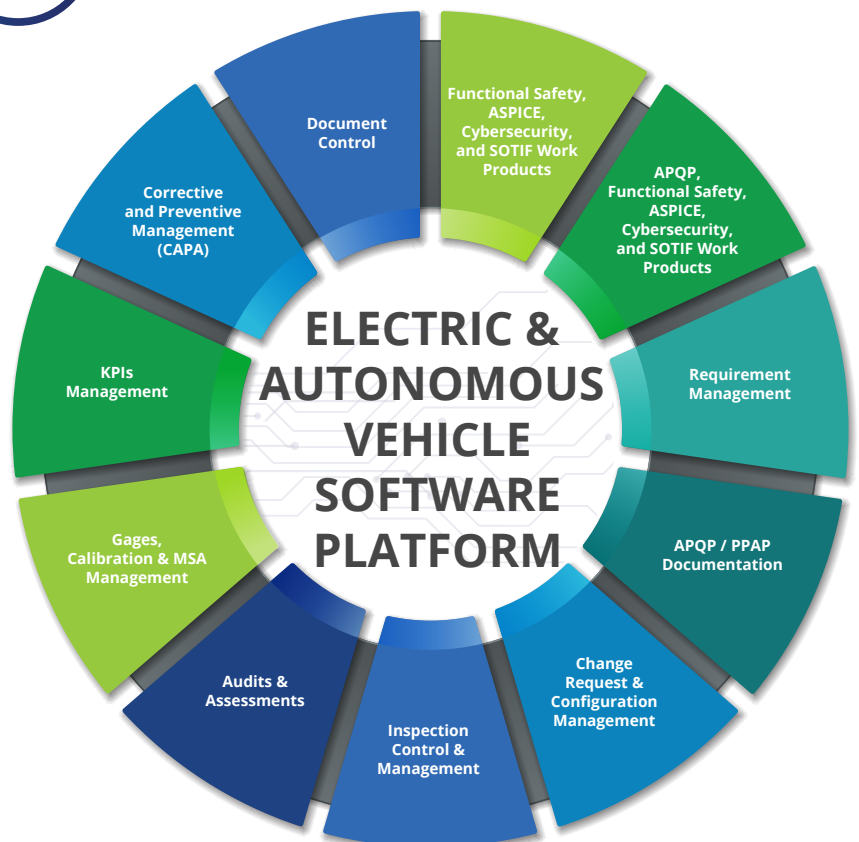 Functional Safety,
ASPICE,
Cybersecurity,
and SOTIF Work
Products
APQP,
Functional Safety,
ASPICE,
Cybersecurity,
and SOTIF Work
Products
Requirement
Management
APQP / PPAP
Documentation
Change
Request &
Configuration
Management
Inspection
Control &
Management
Audits &
Assessments
Gages,
Calibration & MSA
Management
KPIs
Management
Corrective
and Preventive
Management
(CAPA)
Document
Control
ELECTRIC &
AUTONOMOUS
VEHICLE
SOFTWARE
PLATFORM